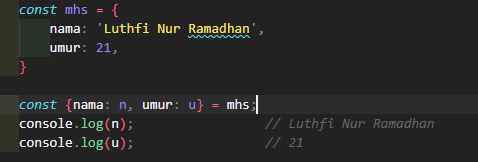 const mhs = {
    nama: 'Luthfi Nur Ramadhan',
    umur: 21,
}
const {nama: n, umur: u} = mhs;
console.log(n);                // Luthfi Nur Ramadhan
console.log(u);                // 21